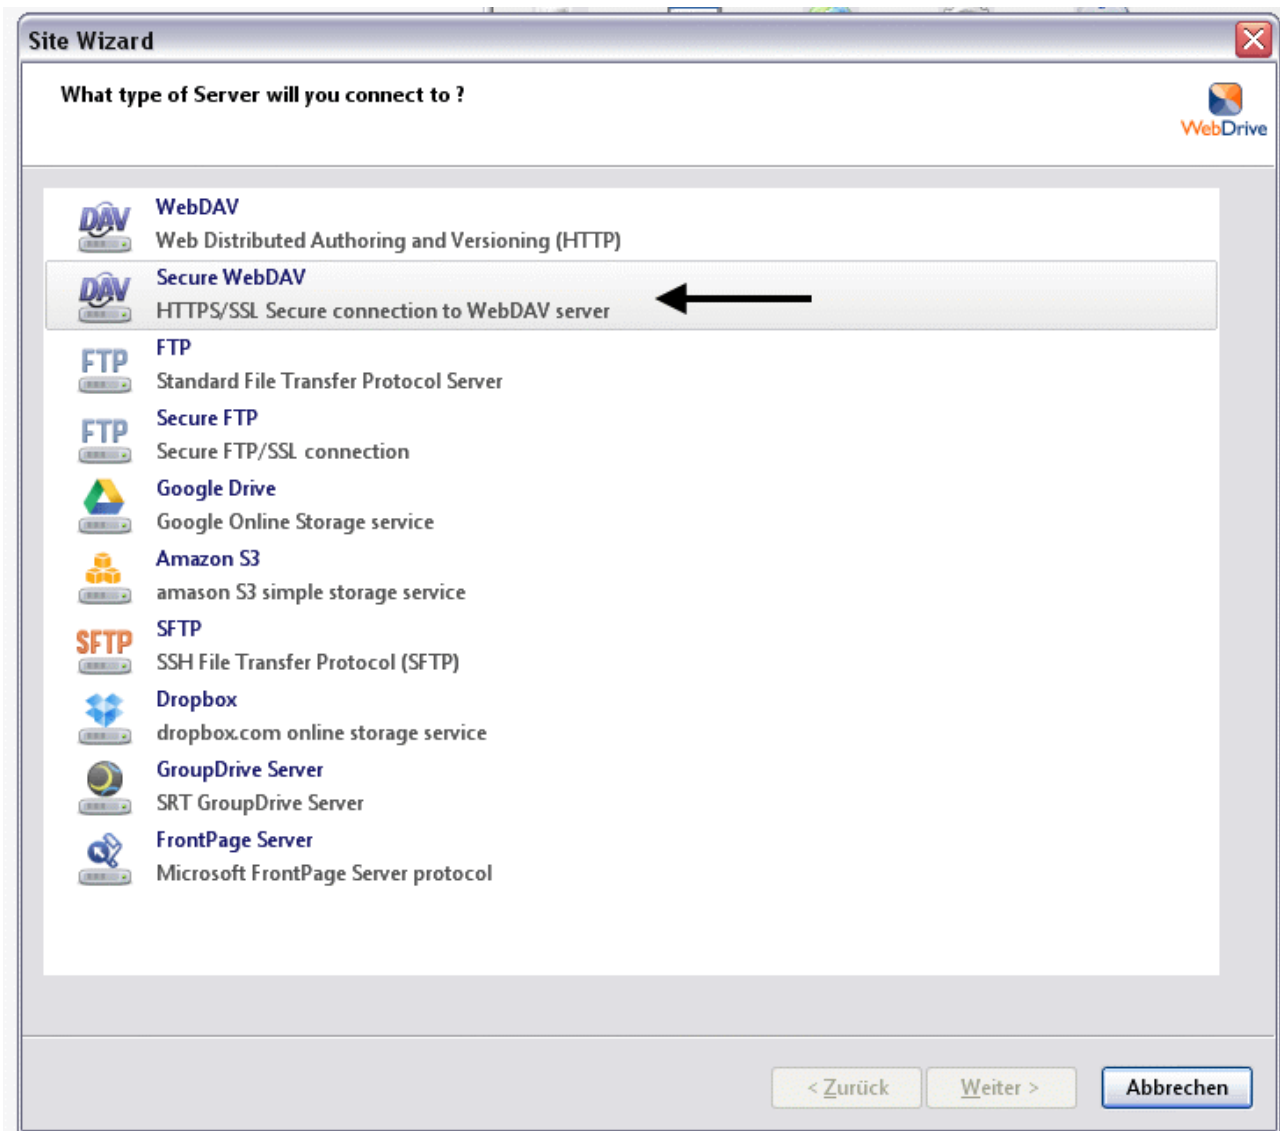 Site Wizard
What type of Server will you connect to ?
WebDrive
DAV
WebDAV
Web Distributed Authoring and Versioning (HTTP)
DAV
Secure WebDAV
HTTPS/SSL Secure connection to WebDAV server
FTP
FTP
Standard File Transfer Protocol Server
FTP
Secure FTP
Secure FTP/SSL connection
Google Drive
Google Online Storage service
Amazon S3
amason S3 simple storage service
SFTP
SFTP
SSH File Transfer Protocol (SFTP)
Dropbox
dropbox.com online storage service
GroupDrive Server
SRT GroupDrive Server
FrontPage Server
Microsoft FrontPage Server protocol
< Zurück
Weiter >
Abbrechen